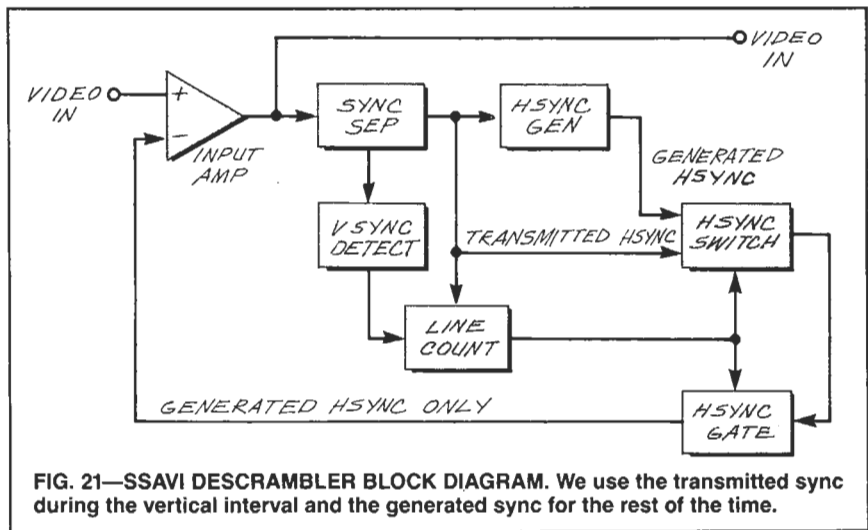 VIDEO
IN
VIDEO
IN
+
−
INPUT
AMP
SYNC
SEP
HSYNC
GEN
GENERATED
HSYNC
V SYNC
DETECT
TRANSMITTED HSYNC
HSYNC
SWITCH
LINE
COUNT
GENERATED HSYNC ONLY
HSYNC
GATE
FIG. 21—SSAVI DESCRAMBLER BLOCK DIAGRAM. We use the transmitted sync
during the vertical interval and the generated sync for the rest of the time.